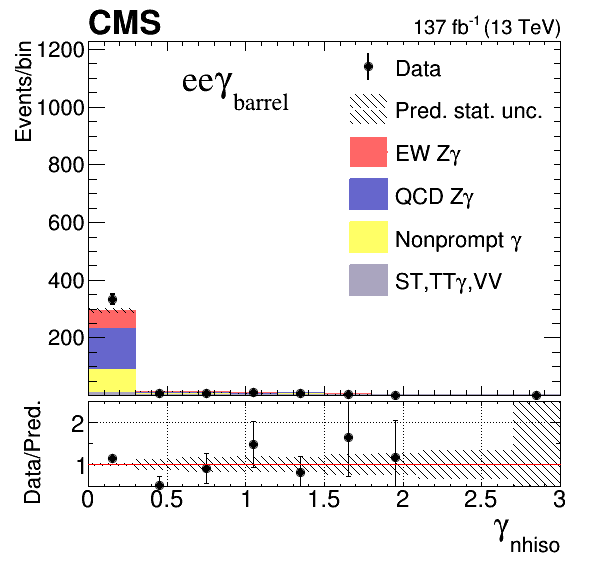 CMS 137 fb⁻¹ (13 TeV)
Events/bin
1200
1000
800
600
400
200
eeγ_barrel
Data
Pred. stat. unc.
EW Zγ
QCD Zγ
Nonprompt γ
ST,TTγ,VV
Data/Pred.
2
1
0 0.5 1 1.5 2 2.5 3
γ_nhiso